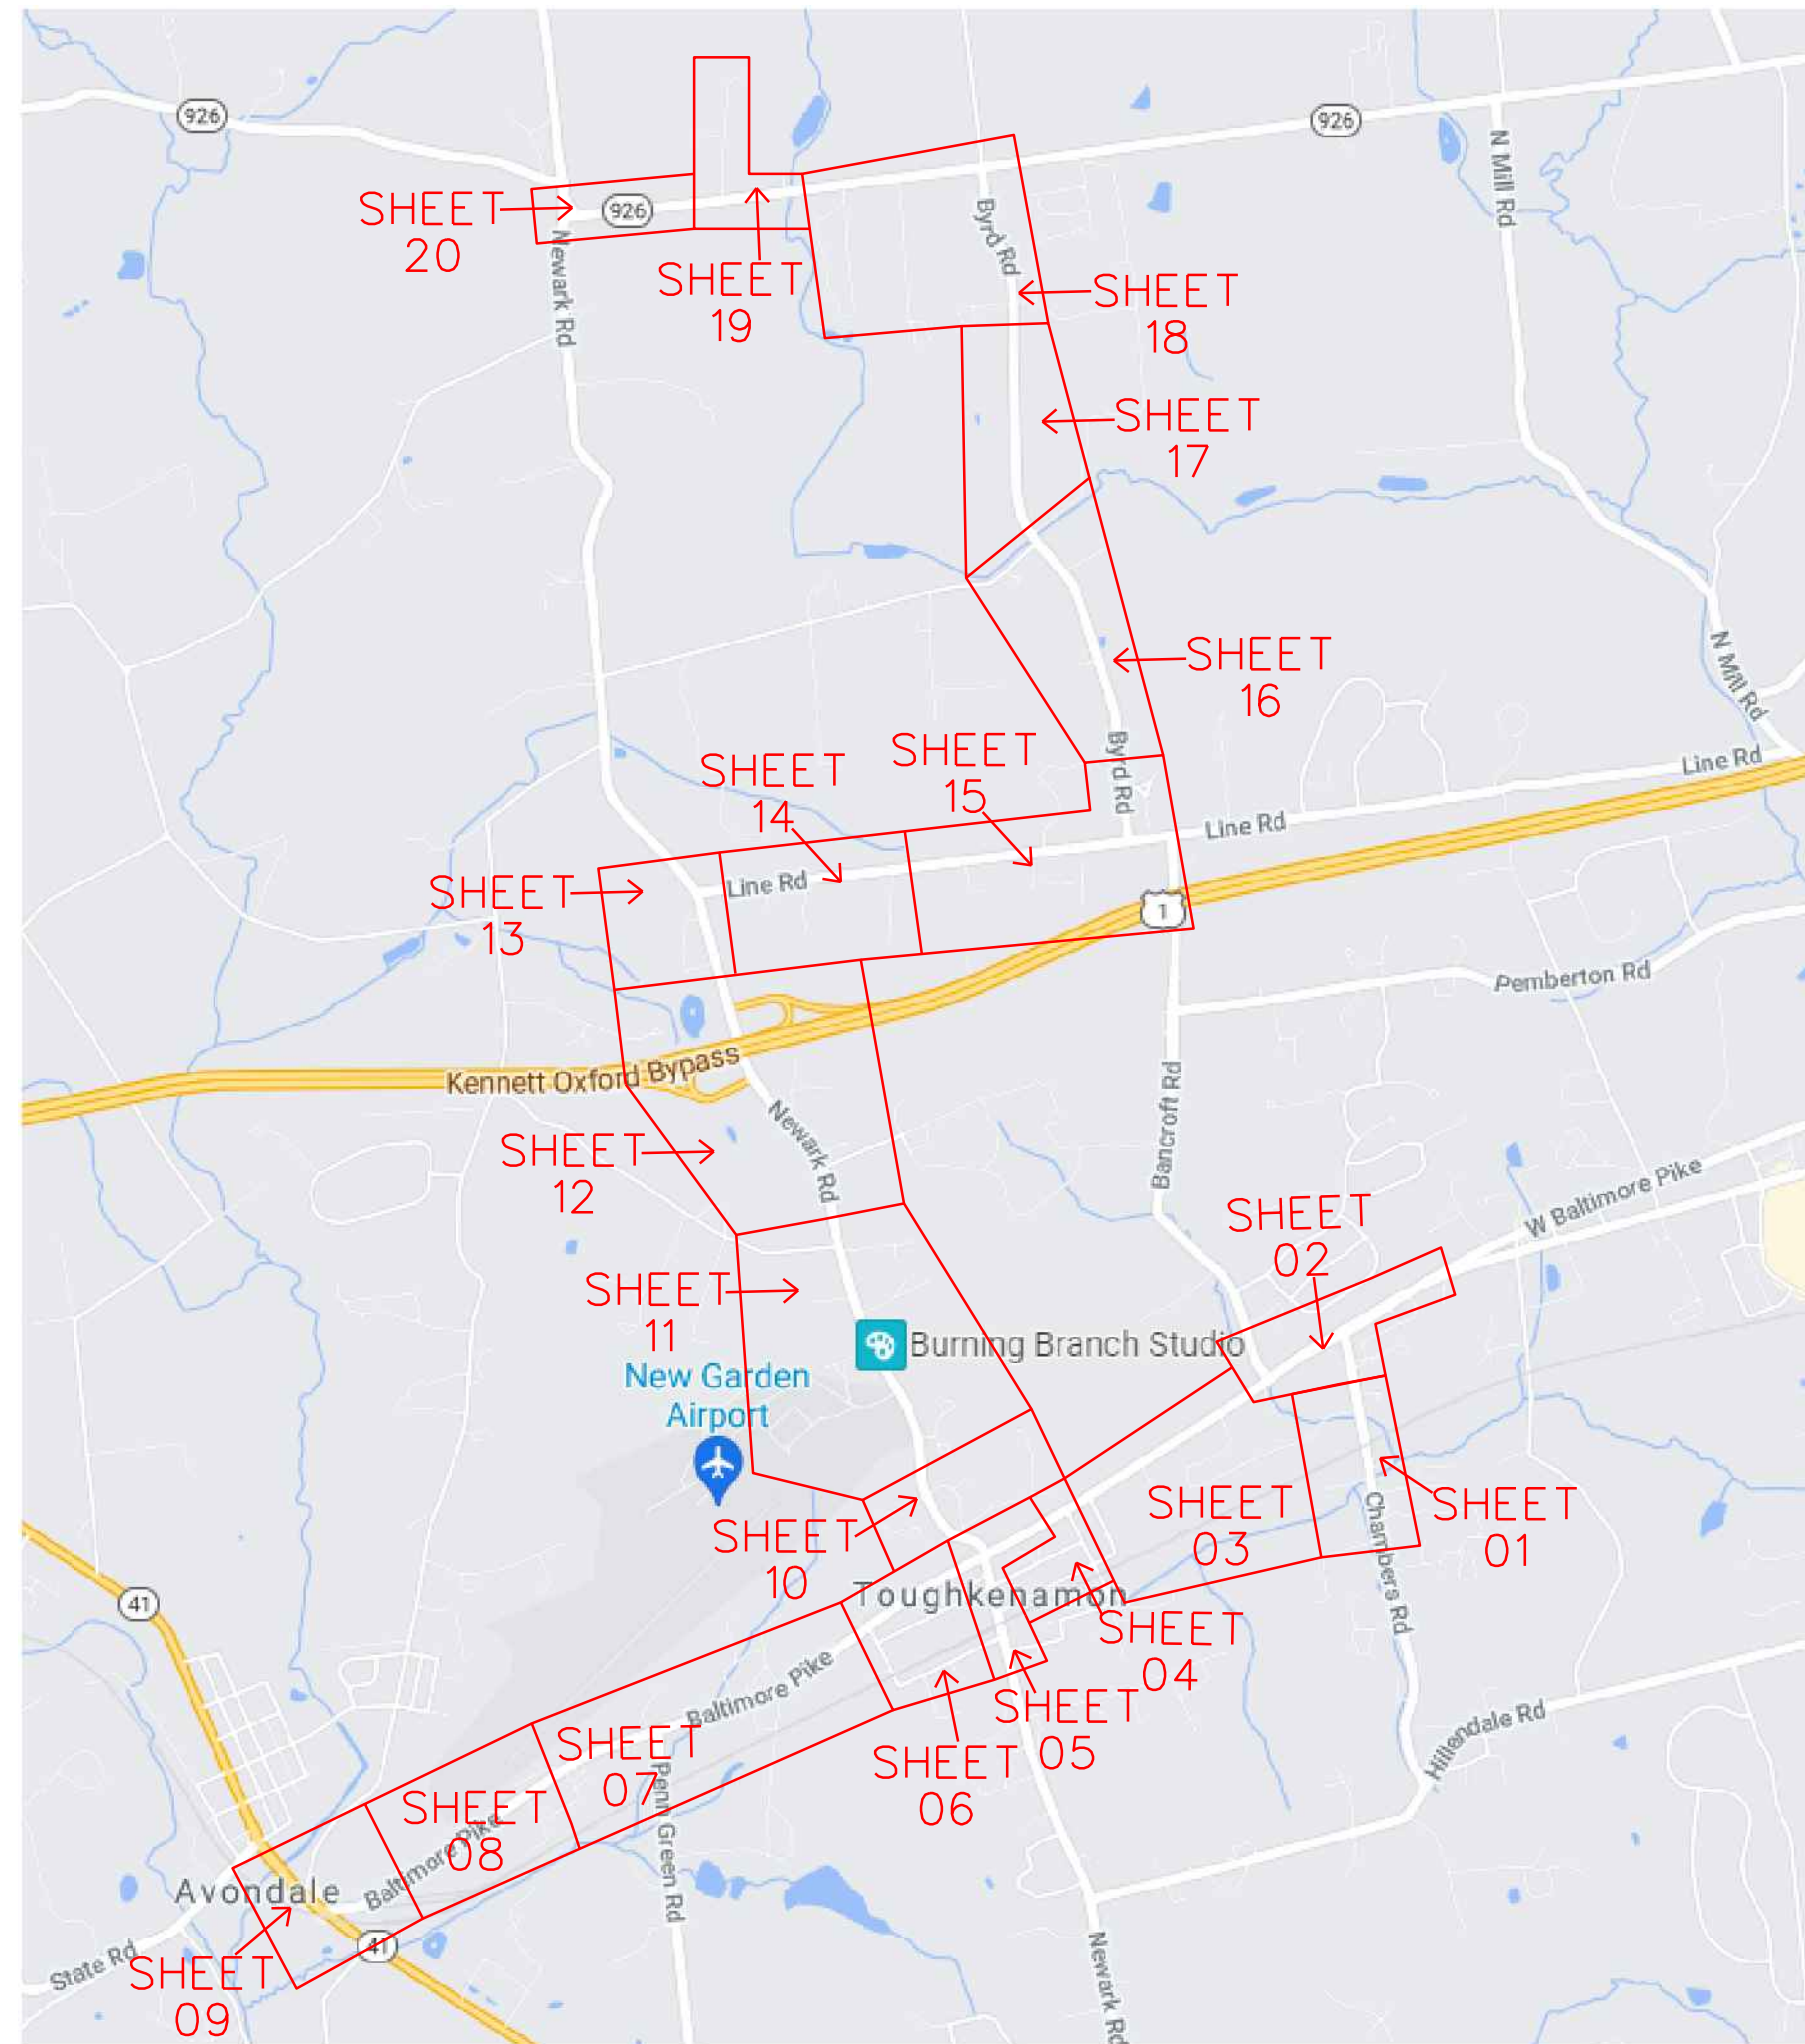 926
926
N Mill Rd
SHEET
20
926
Byrd Rd
Newark Rd
SHEET
19
SHEET
18
SHEET
17
SHEET
16
N Mill Rd
SHEET
14
SHEET
15
Byrd Rd
Line Rd
Line Rd
Line Rd
SHEET
13
1
Pemberton Rd
Kennett Oxford Bypass
Newark Rd
Bancroft Rd
SHEET
12
W Baltimore Pike
SHEET
02
SHEET
11
Burning Branch Studio
New Garden
Airport
SHEET
10
SHEET
03
Chambers Rd
SHEET
01
Toughkenamon
41
SHEET
04
Baltimore Pike
SHEET
05
SHEET
06
Hillendale Rd
SHEET
07
Penn Green Rd
SHEET
08
Baltimore Pike
Avondale
41
State Rd
SHEET
09
Newark Rd